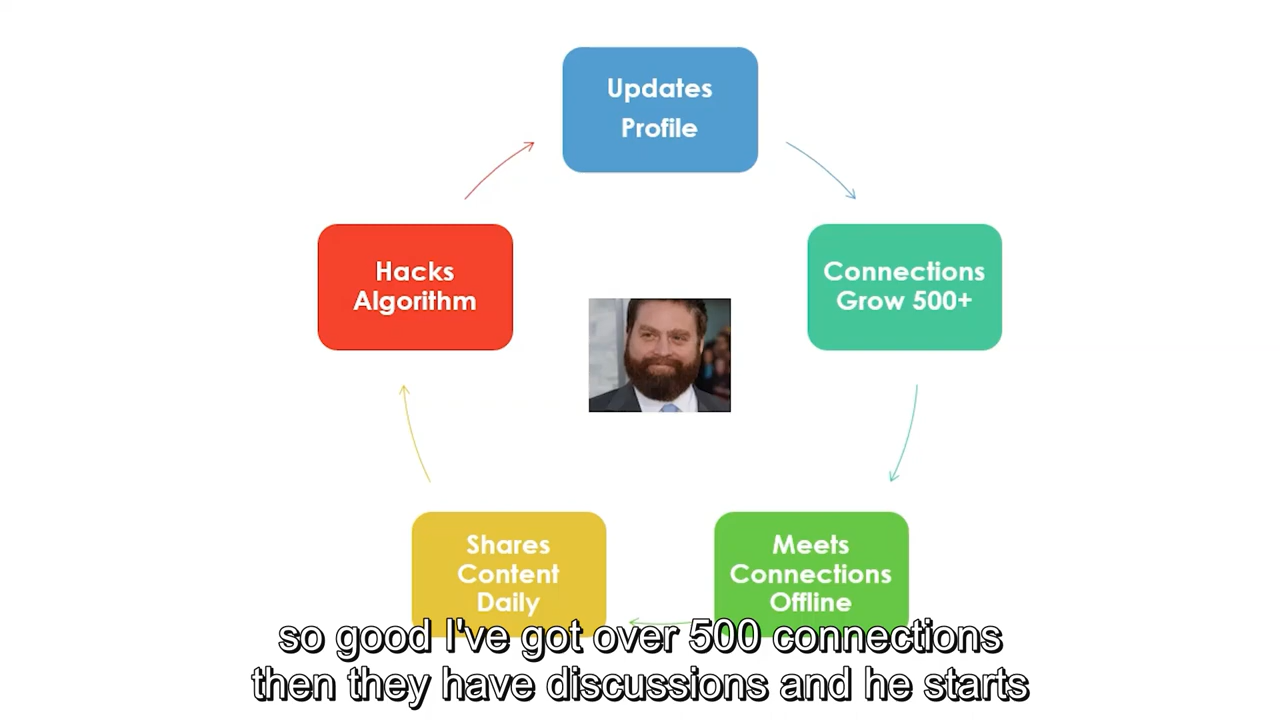 Updates
Profile
Connections
Grow 500+
Meets
Connections
Offline
Shares
Content
Daily
Hacks
Algorithm
so good I've got over 500 connections
then they have discussions and he starts